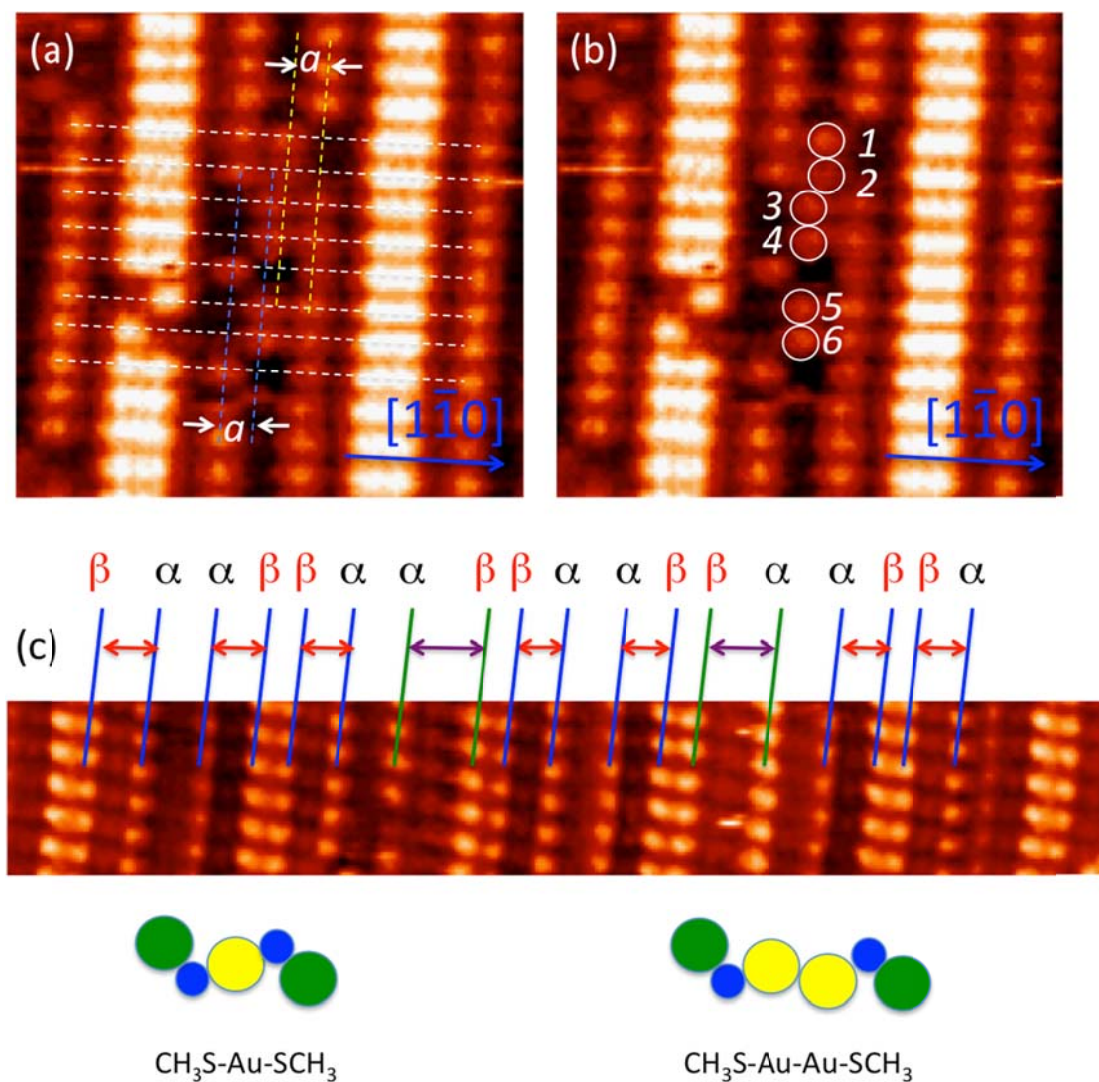 (a)
a
a
[11̅0]
(b)
1
2
3
4
5
6
[11̅0]
β α α β β α α β β α α β β α α β β α
(c)
CH₃S-Au-SCH₃
CH₃S-Au-Au-SCH₃